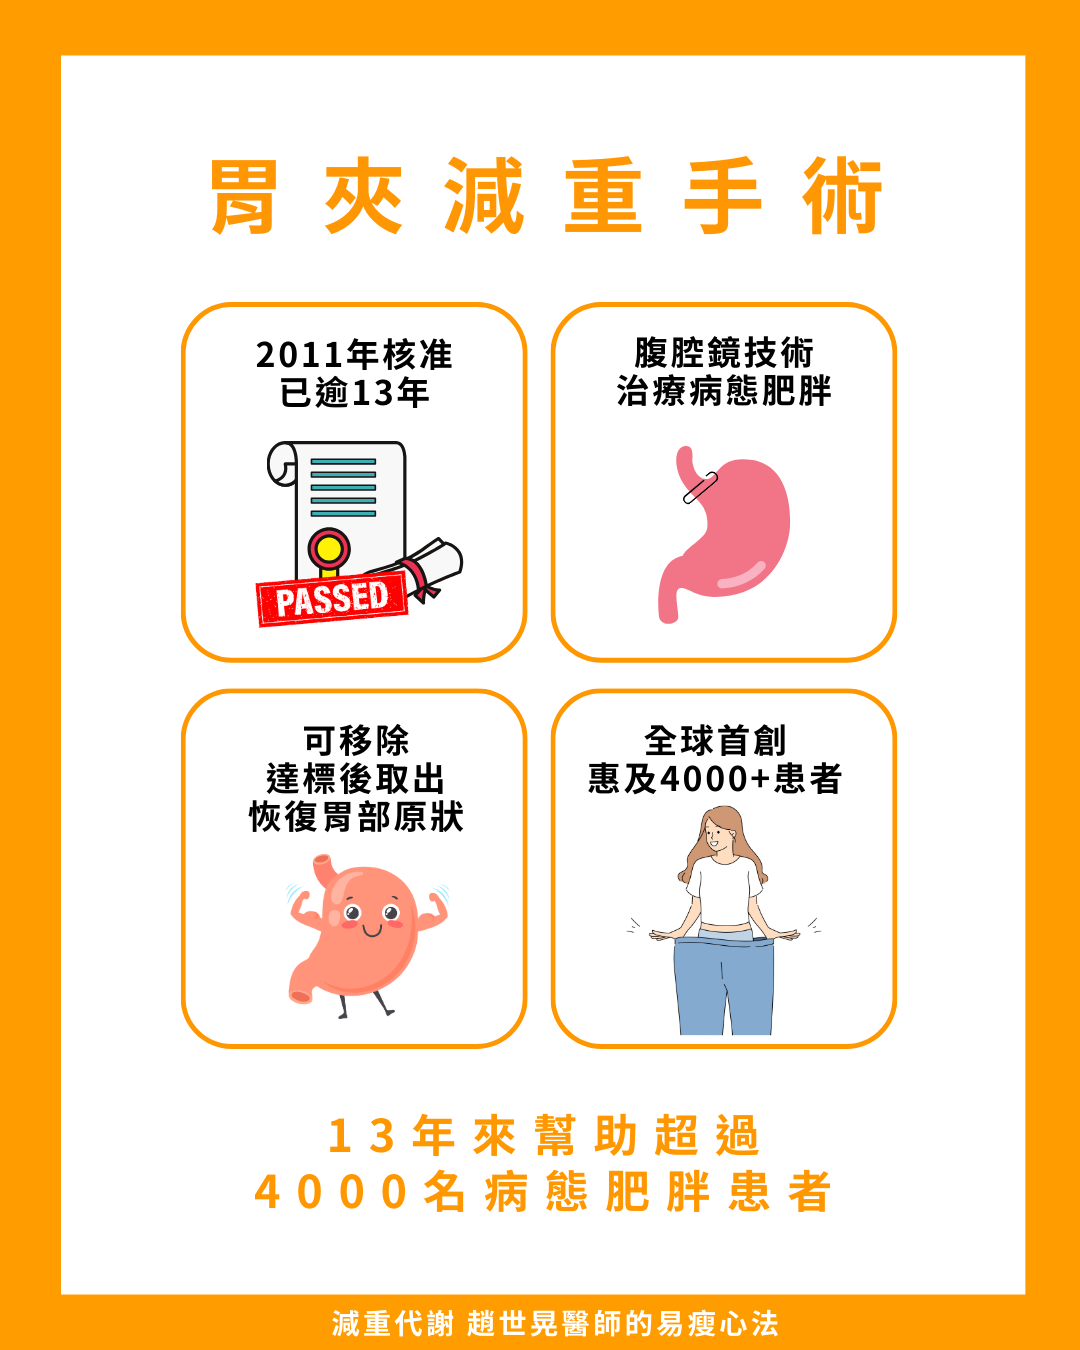 胃夾減重手術
2011年核准
已逾13年
PASSED
腹腔鏡技術
治療病態肥胖
可移除
達標後取出
恢復胃部原狀
全球首創
惠及4000+患者
13年來幫助超過
4000名病態肥胖患者
減重代謝 趙世晃醫師的易瘦心法